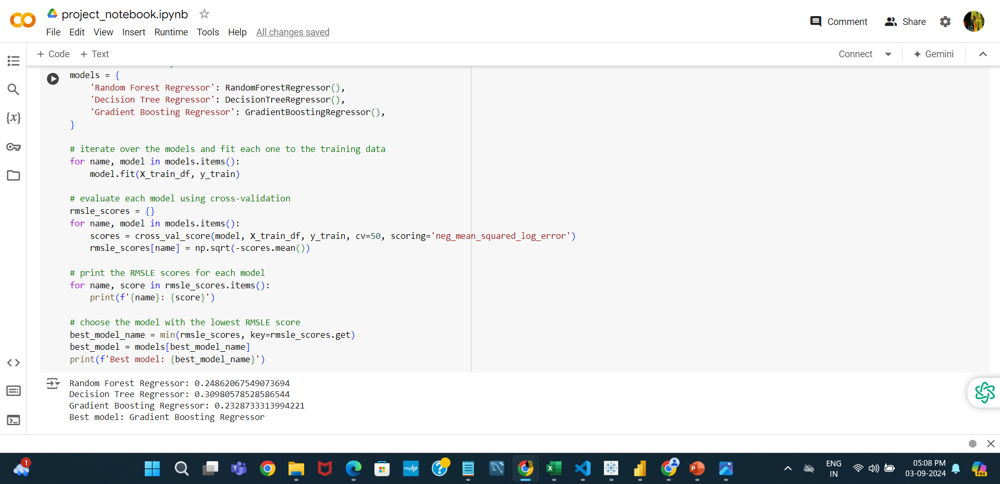 project_notebook.ipynb
Comment
Share
File Edit View Insert Runtime Tools Help All changes saved
+ Code + Text
Connect
Gemini
models = {
    'Random Forest Regressor': RandomForestRegressor(),
    'Decision Tree Regressor': DecisionTreeRegressor(),
    'Gradient Boosting Regressor': GradientBoostingRegressor(),
}
# iterate over the models and fit each one to the training data
for name, model in models.items():
    model.fit(X_train_df, y_train)
# evaluate each model using cross-validation
rmsle_scores = {}
for name, model in models.items():
    scores = cross_val_score(model, X_train_df, y_train, cv=50, scoring='neg_mean_squared_log_error')
    rmsle_scores[name] = np.sqrt(-scores.mean())
# print the RMSLE scores for each model
for name, score in rmsle_scores.items():
    print(f'{name}: {score}')
# choose the model with the lowest RMSLE score
best_model_name = min(rmsle_scores, key=rmsle_scores.get)
best_model = models[best_model_name]
print(f'Best model: {best_model_name}')
Random Forest Regressor: 0.24862067549073694
Decision Tree Regressor: 0.30980578528586544
Gradient Boosting Regressor: 0.2328733313994221
Best model: Gradient Boosting Regressor
{x}
1
myhp
ENG
IN
05:08 PM
03-09-2024
PRE